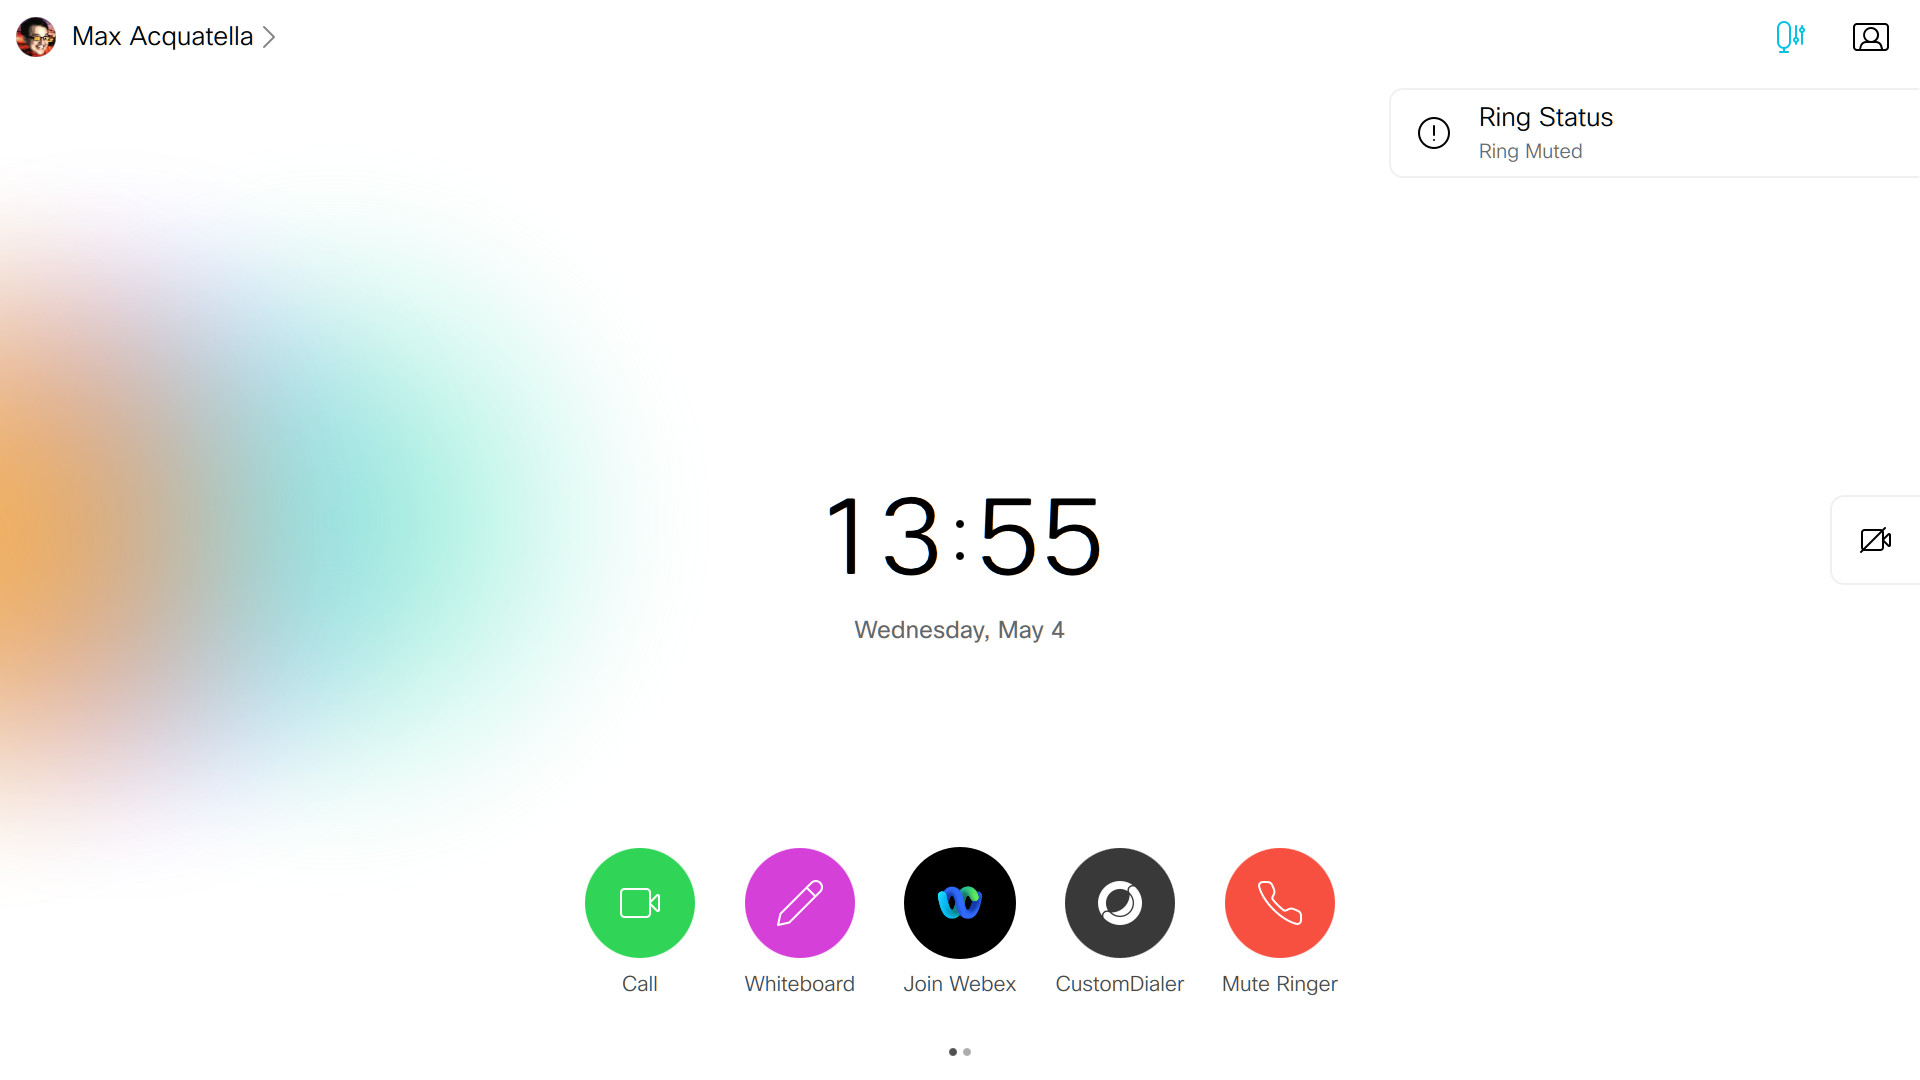 Max Acquatella
Ring Status
Ring Muted
13:55
Wednesday, May 4
Call
Whiteboard
Join Webex
CustomDialer
Mute Ringer